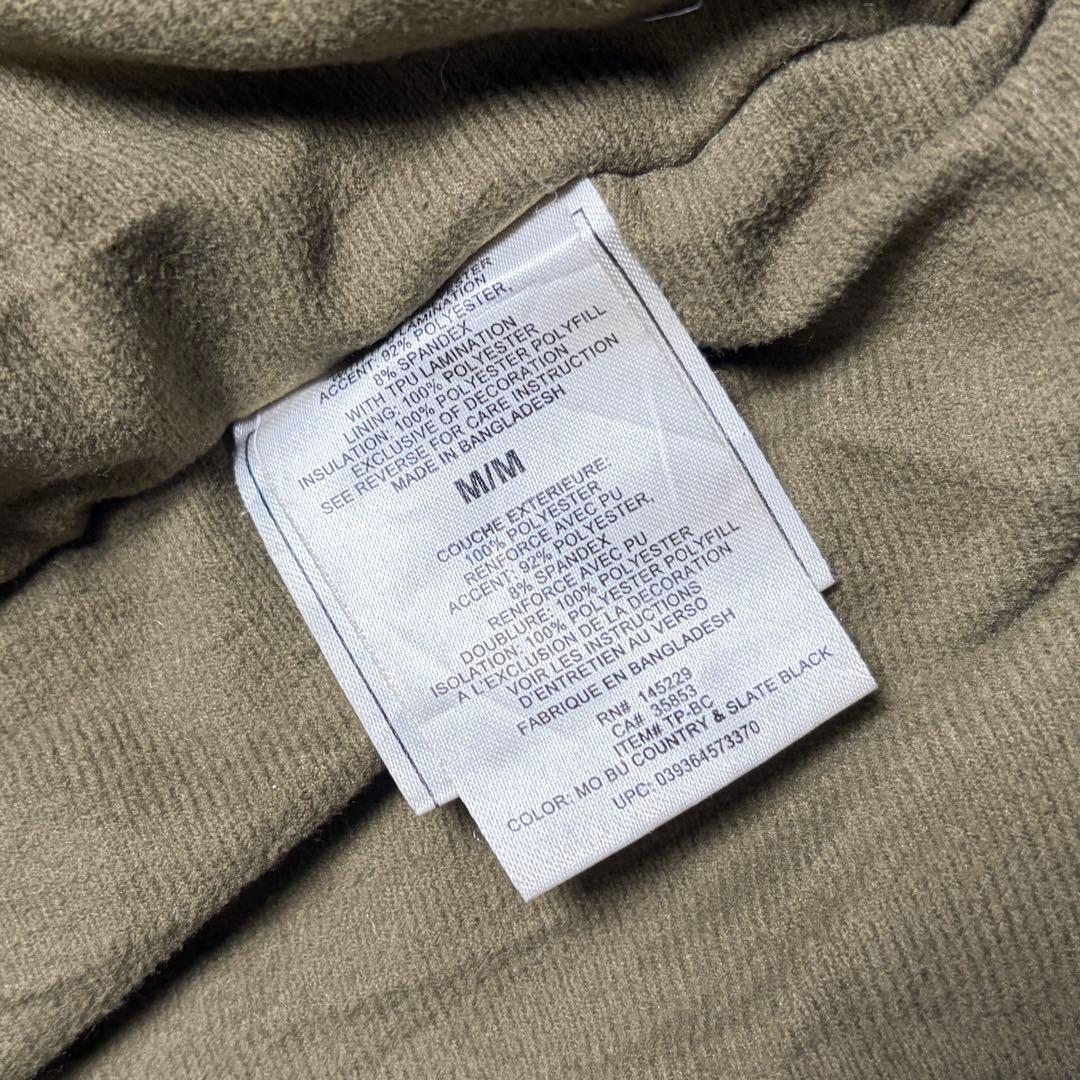 LAMINATION
ACCENT: 92% POLYESTER,
8% SPANDEX
WITH TPU LAMINATION
LINING: 100% POLYESTER
INSULATION: 100% POLYESTER POLYFILL
EXCLUSIVE OF DECORATION
SEE REVERSE FOR CARE INSTRUCTION
MADE IN BANGLADESH
M/M
COUCHE EXTERIEURE:
100% POLYESTER
RENFORCE AVEC PU
ACCENT: 92% POLYESTER,
8% SPANDEX
RENFORCE AVEC PU
DOUBLURE: 100% POLYESTER
ISOLATION: 100% POLYESTER POLYFILL
A L'EXCLUSION DE LA DECORATION
VOIR LES INSTRUCTIONS
D'ENTRETIEN AU VERSO
FABRIQUE EN BANGLADESH
RN# 145229
CA#: 35853
ITEM# TP-BC
COLOR: MO BU COUNTRY & SLATE BLACK
UPC: 039364573370